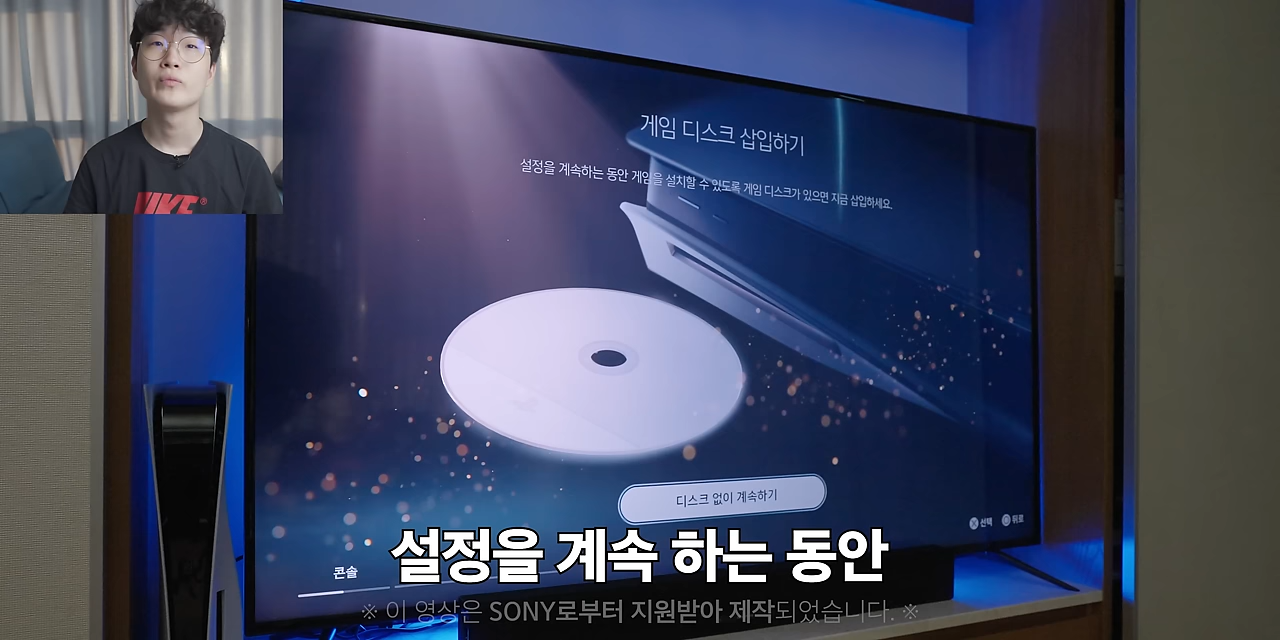 NIKE®
게임 디스크 삽입하기
설정을 계속하는 동안 게임을 설치할 수 있도록 게임 디스크가 있으면 지금 삽입하세요.
디스크 없이 계속하기
선택 뒤로
콘솔
설정을 계속 하는 동안
※ 이 영상은 SONY로부터 지원받아 제작되었습니다. ※